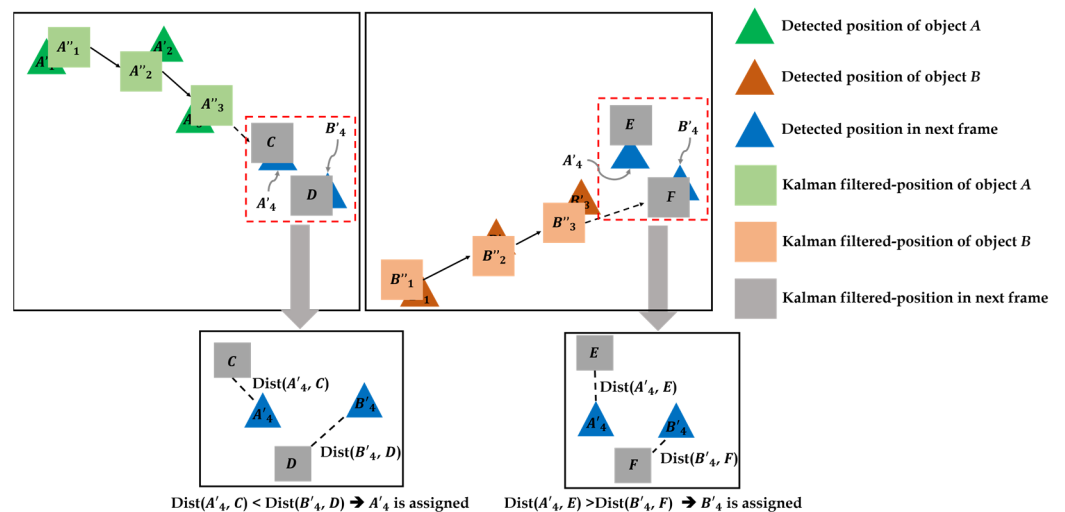 A'₁ A''₁
A''₂ A'₂
A''₃
C
B'₄
D
A'₄
E
B'₄
A'₄
F
B'₃
B''₃
B''₂
B''₁
Detected position of object A
Detected position of object B
Detected position in next frame
Kalman filtered-position of object A
Kalman filtered-position of object B
Kalman filtered-position in next frame
C
Dist(A'₄, C)
A'₄
B'₄
Dist(B'₄, D)
D
Dist(A'₄, C) < Dist(B'₄, D) ➔ A'₄ is assigned
E
Dist(A'₄, E)
A'₄
B'₄
Dist(B'₄, F)
F
Dist(A'₄, E) >Dist(B'₄, F) ➔ B'₄ is assigned